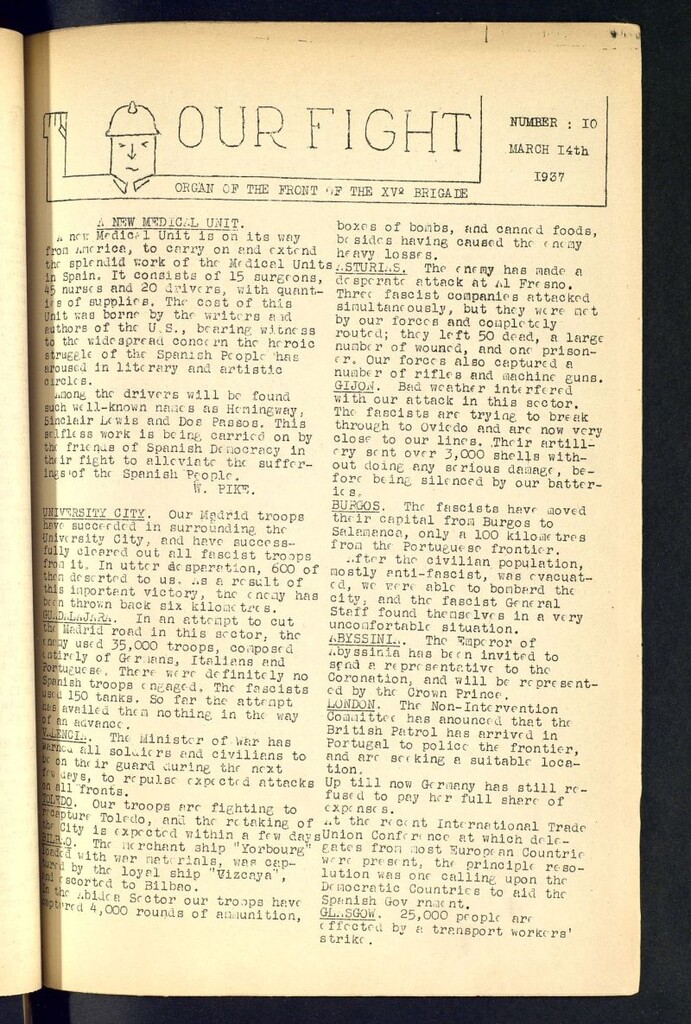 OUR FIGHT
ORGAN OF THE FRONT OF THE XVº BRIGADE
NUMBER : 10
MARCH 14th
1937
A NEW MEDICAL UNIT.
A new Medical Unit is on its way
from America, to carry on and extend
the splendid work of the Medical Units
in Spain. It consists of 15 surgeons,
45 nurses and 20 drivers, with quant-
ies of supplies. The cost of this
Unit was borne by the writers and
authors of the U.S., bearing witness
to the widespread concern the heroic
struggle of the Spanish People has
aroused in literary and artistic
circles.
Among the drivers will be found
such well-known names as Hemingway,
Sinclair Lewis and Dos Passos. This
selfless work is being carried on by
the friends of Spanish Democracy in
their fight to alleviate the suffer-
ings of the Spanish People.
W. PIKE.
UNIVERSITY CITY. Our Madrid troops
have succeeded in surrounding the
University City, and have success-
fully cleared out all fascist troops
from it. In utter desparation, 600 of
them deserted to us. As a result of
this important victory, the enemy has
been thrown back six kilometres.
GUADALAJARA. In an attempt to cut
the Madrid road in this sector, the
enemy used 35,000 troops, composed
entirely of Germans, Italians and
Portuguese. There were definitely no
Spanish troops engaged. The fascists
used 150 tanks. So far the attempt
has availed them nothing in the way
of an advance.
VALENCIA. The Minister of War has
warned all soldiers and civilians to
be on their guard during the next
few days, to repulse expected attacks
on all fronts.
TOLEDO. Our troops are fighting to
recapture Toledo, and the retaking of
the City is expected within a few days
BILBAO. The merchant ship "Yorbourg"
loaded with war materials, was cap-
tured by the loyal ship "Vizcaya",
and escorted to Bilbao.
In the Abidea Sector our troops have
captured 4,000 rounds of ammunition,
boxes of bombs, and canned foods,
besides having caused the enemy
heavy losses.
ASTURIAS. The enemy has made a
desperate attack at Al Fresno.
Three fascist companies attacked
simultaneously, but they were met
by our forces and completely
routed; they left 50 dead, a large
number of wouned, and one prison-
er. Our forces also captured a
number of rifles and machine guns.
GIJON. Bad weather interfered
with our attack in this sector.
The fascists are trying to break
through to Oviedo and are now very
close to our lines. Their artill-
ery sent over 3,000 shells with-
out doing any serious damage, be-
fore being silenced by our batter-
ies.
BURGOS. The fascists have moved
their capital from Burgos to
Salamanca, only a 100 kilometres
from the Portuguese frontier.
After the civilian population,
mostly anti-fascist, was evacuat-
ed, we were able to bombard the
city, and the fascist General
Staff found themselves in a very
uncomfortable situation.
ABYSSINIA. The Emperor of
Abyssinia has been invited to
send a representative to the
Coronation, and will be represent-
ed by the Crown Prince.
LONDON. The Non-Intervention
Committee has anounced that the
British Patrol has arrived in
Portugal to police the frontier,
and are seeking a suitable loca-
tion.
Up till now Germany has still re-
fused to pay her full share of
expenses.
At the recent International Trade
Union Conference at which dele-
gates from most European Countrie
were present, the principle reso-
lution was one calling upon the
Democratic Countries to aid the
Spanish Gov rnment.
GLASGOW. 25,000 people are
effected by a transport workers'
strike.